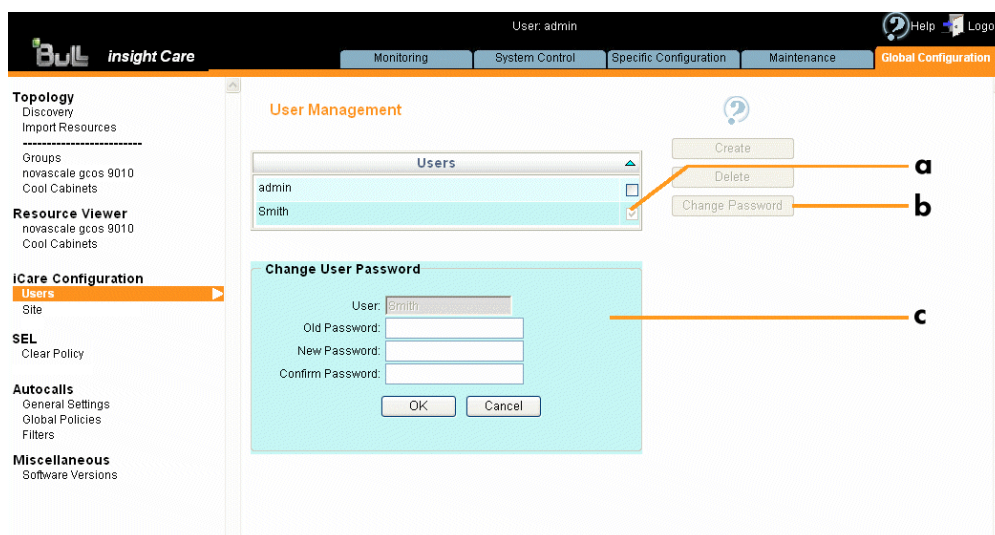 User: admin
Help
Logo
Bull
insight Care
Monitoring
System Control
Specific Configuration
Maintenance
Global Configuration
Topology
Discovery
Import Resources
-------------------------
Groups
novascale gcos 9010
Cool Cabinets
Resource Viewer
novascale gcos 9010
Cool Cabinets
iCare Configuration
Users
Site
SEL
Clear Policy
Autocalls
General Settings
Global Policies
Filters
Miscellaneous
Software Versions
User Management
?
Users
admin
Smith
Create
Delete
Change Password
a
b
Change User Password
User: Smith
Old Password:
New Password:
Confirm Password:
OK
Cancel
c